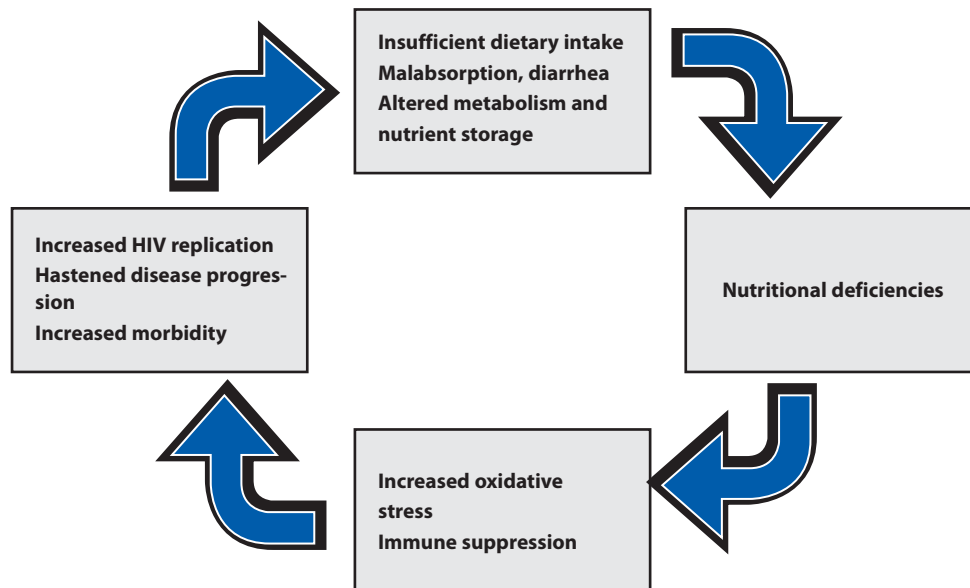 Insufficient dietary intake
Malabsorption, diarrhea
Altered metabolism and
nutrient storage
Increased HIV replication
Hastened disease progres-
sion
Increased morbidity
Nutritional deficiencies
Increased oxidative
stress
Immune suppression